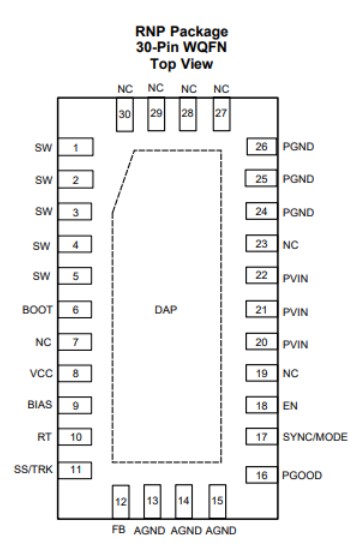 RNP Package
30-Pin WQFN
Top View
NC NC NC NC
30 29 28 27
SW 1
SW 2
SW 3
SW 4
SW 5
BOOT 6
NC 7
VCC 8
BIAS 9
RT 10
SS/TRK 11
DAP
26 PGND
25 PGND
24 PGND
23 NC
22 PVIN
21 PVIN
20 PVIN
19 NC
18 EN
17 SYNC/MODE
16 PGOOD
12 13 14 15
FB AGND AGND AGND